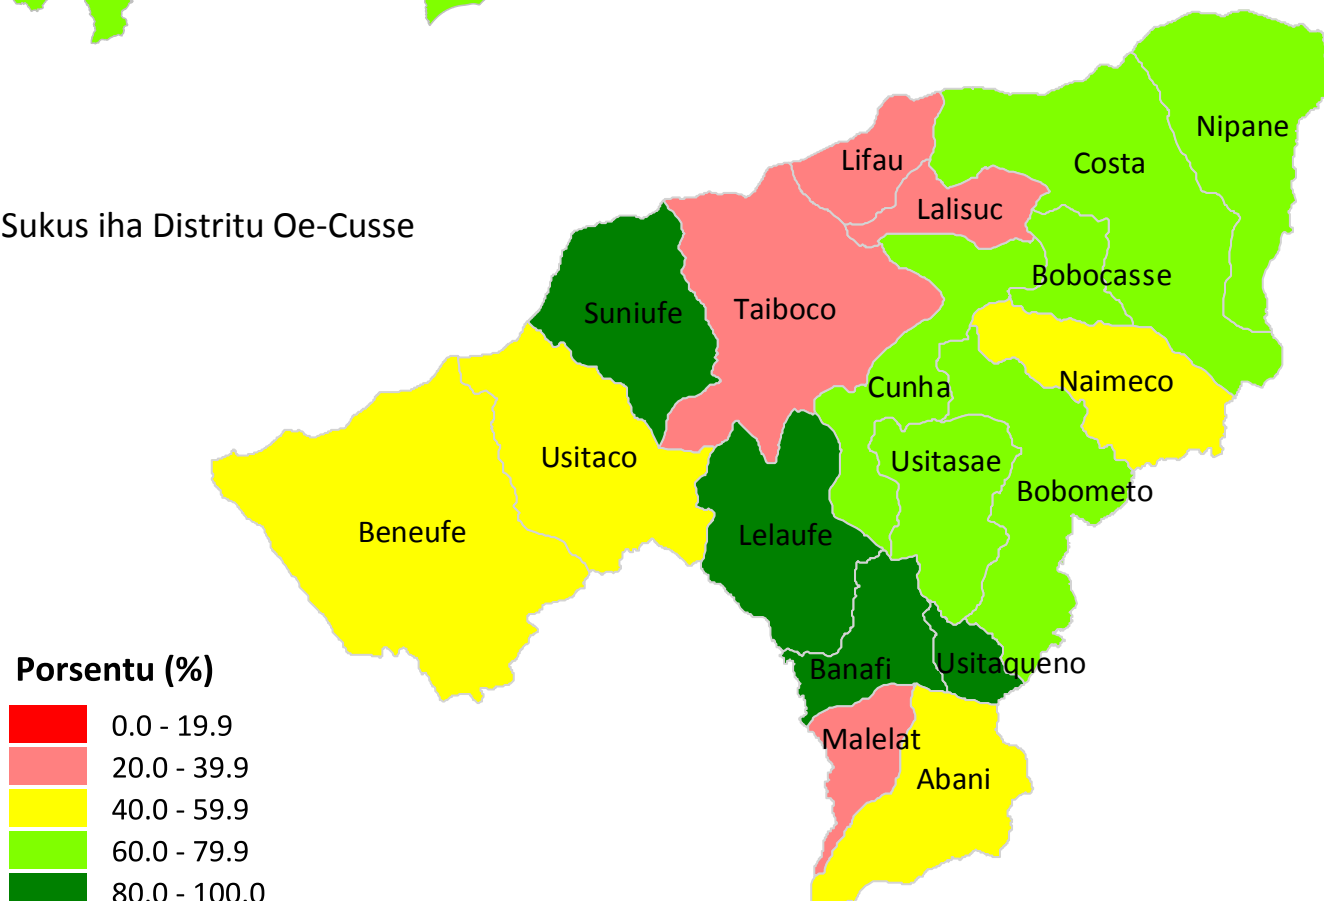 Nipane
Lifau
Costa
Lalisuc
Sukus iha Distritu Oe-Cusse
Bobocasse
Suniufe
Taiboco
Naimeco
Cunha
Usitaco
Usitasae
Bobometo
Beneufe
Lelaufe
Banafi
Usitaqueno
Malelat
Abani
Porsentu (%)
0.0 - 19.9
20.0 - 39.9
40.0 - 59.9
60.0 - 79.9
80.0 - 100.0